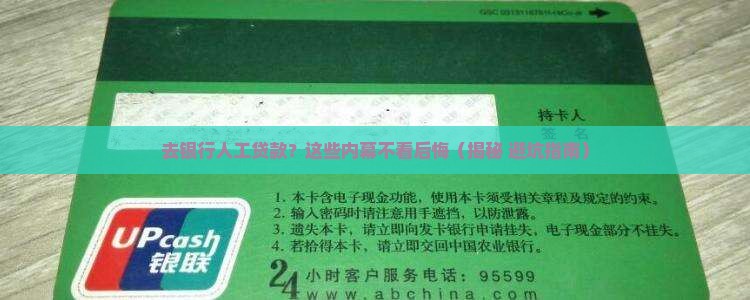 持卡人
签名
去银行人工贷款？这些内幕不看后悔（揭秘 避坑指南）
1. 本卡含电子现金功能，使用本卡须受相关章程及规定的约束。
2. 输入密码时请注意用手遮挡，以防泄露。
3. 遗失本卡，请立即向发卡银行申请挂失，电子现金部分不挂失。
4. 若拾得本卡，请立即交回中国农业银行。
UPcash
银联
24小时客户服务电话：95599
www.abchina.com